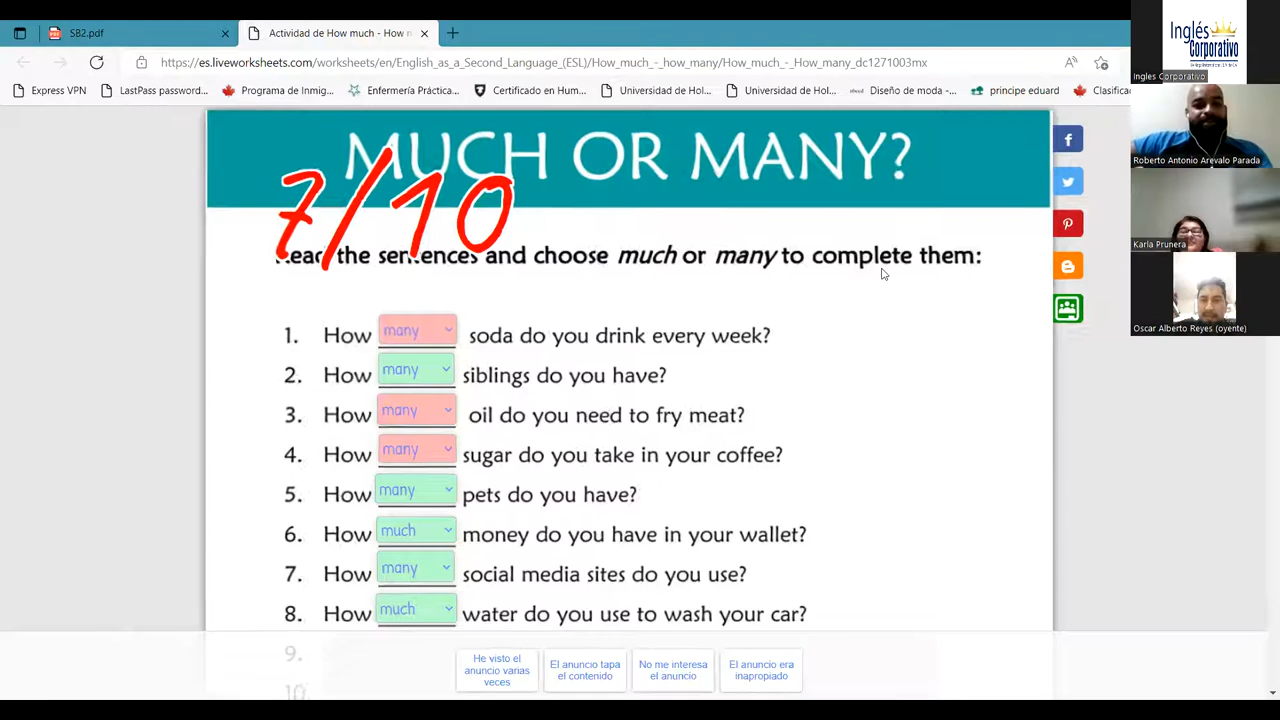 SB2.pdf
Actividad de How much - How n
https://es.liveworksheets.com/worksheets/en/English_as_a_Second_Language_(ESL)/How_much_-_how_many/How_much_-_How_many_dc1271003mx
Express VPN
LastPass password...
Programa de Inmig...
Enfermería Práctica...
Certificado en Hum...
Universidad de Hol...
Universidad de Hol...
Diseño de moda -...
principe eduard
Clasifica
Inglés
Corporativo
Ingles Corporativo
Roberto Antonio Arevalo Parada
Karla Prunera
Oscar Alberto Reyes (oyente)
MUCH OR MANY?
7/10
Read the sentences and choose much or many to complete them:
1. How many soda do you drink every week?
2. How many siblings do you have?
3. How many oil do you need to fry meat?
4. How many sugar do you take in your coffee?
5. How many pets do you have?
6. How much money do you have in your wallet?
7. How many social media sites do you use?
8. How much water do you use to wash your car?
9.
10.
He visto el
anuncio varias
veces
El anuncio tapa
el contenido
No me interesa
el anuncio
El anuncio era
inapropiado